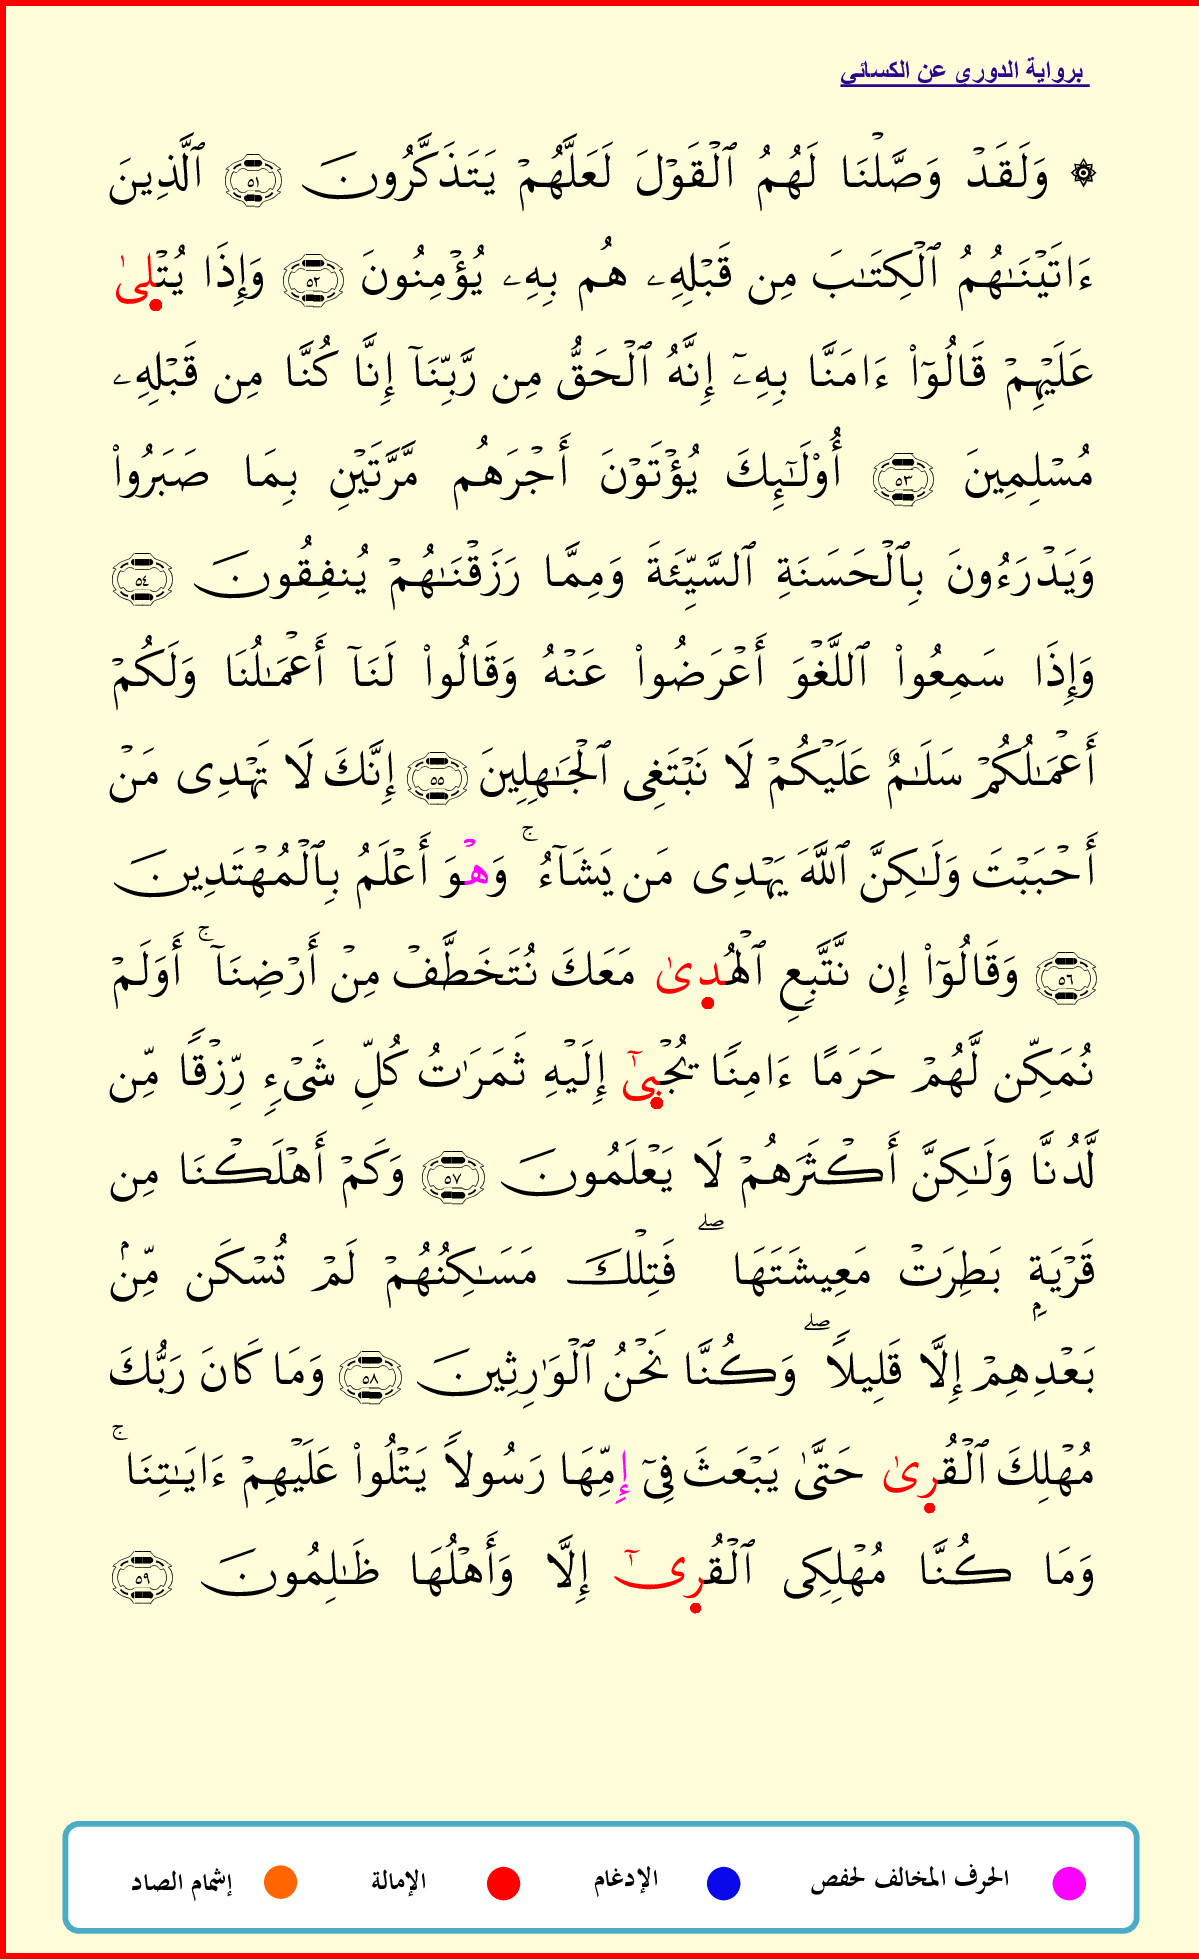 برواية الدوري عن الكسائي
۞ وَلَقَدْ وَصَّلْنَا لَهُمُ ٱلْقَوْلَ لَعَلَّهُمْ يَتَذَكَّرُونَ ٥١ ٱلَّذِينَ
ءَاتَيْنَٰهُمُ ٱلْكِتَٰبَ مِن قَبْلِهِۦ هُم بِهِۦ يُؤْمِنُونَ ٥٢ وَإِذَا يُتْلِىٰ
عَلَيْهِمْ قَالُوٓا۟ ءَامَنَّا بِهِۦٓ إِنَّهُ ٱلْحَقُّ مِن رَّبِّنَآ إِنَّا كُنَّا مِن قَبْلِهِۦ
مُسْلِمِينَ ٥٣ أُو۟لَٰٓئِكَ يُؤْتَوْنَ أَجْرَهُم مَّرَّتَيْنِ بِمَا صَبَرُوا۟
وَيَدْرَءُونَ بِٱلْحَسَنَةِ ٱلسَّيِّئَةَ وَمِمَّا رَزَقْنَٰهُمْ يُنفِقُونَ ٥٤
وَإِذَا سَمِعُوا۟ ٱللَّغْوَ أَعْرَضُوا۟ عَنْهُ وَقَالُوا۟ لَنَآ أَعْمَٰلُنَا وَلَكُمْ
أَعْمَٰلُكُمْ سَلَٰمٌ عَلَيْكُمْ لَا نَبْتَغِى ٱلْجَٰهِلِينَ ٥٥ إِنَّكَ لَا تَهْدِى مَنْ
أَحْبَبْتَ وَلَٰكِنَّ ٱللَّهَ يَهْدِى مَن يَشَآءُ ۚ وَهْوَ أَعْلَمُ بِٱلْمُهْتَدِينَ
٥٦ وَقَالُوٓا۟ إِن نَّتَّبِعِ ٱلْهُدِىٰ مَعَكَ نُتَخَطَّفْ مِنْ أَرْضِنَآ ۚ أَوَلَمْ
نُمَكِّن لَّهُمْ حَرَمًا ءَامِنًا يُجْبِىٰٓ إِلَيْهِ ثَمَرَٰتُ كُلِّ شَىْءٍ رِّزْقًا مِّن
لَّدُنَّا وَلَٰكِنَّ أَكْثَرَهُمْ لَا يَعْلَمُونَ ٥٧ وَكَمْ أَهْلَكْنَا مِن
قَرْيَةٍۭ بَطِرَتْ مَعِيشَتَهَا ۖ فَتِلْكَ مَسَٰكِنُهُمْ لَمْ تُسْكَن مِّنۢ
بَعْدِهِمْ إِلَّا قَلِيلًا ۖ وَكُنَّا نَحْنُ ٱلْوَٰرِثِينَ ٥٨ وَمَا كَانَ رَبُّكَ
مُهْلِكَ ٱلْقُرِىٰ حَتَّىٰ يَبْعَثَ فِىٓ إِمِّهَا رَسُولًا يَتْلُوا۟ عَلَيْهِمْ ءَايَٰتِنَا ۚ
وَمَا كُنَّا مُهْلِكِى ٱلْقُرِىٰٓ إِلَّا وَأَهْلُهَا ظَٰلِمُونَ ٥٩
الحرف المخالف لحفص الإدغام الإمالة إشمام الصاد